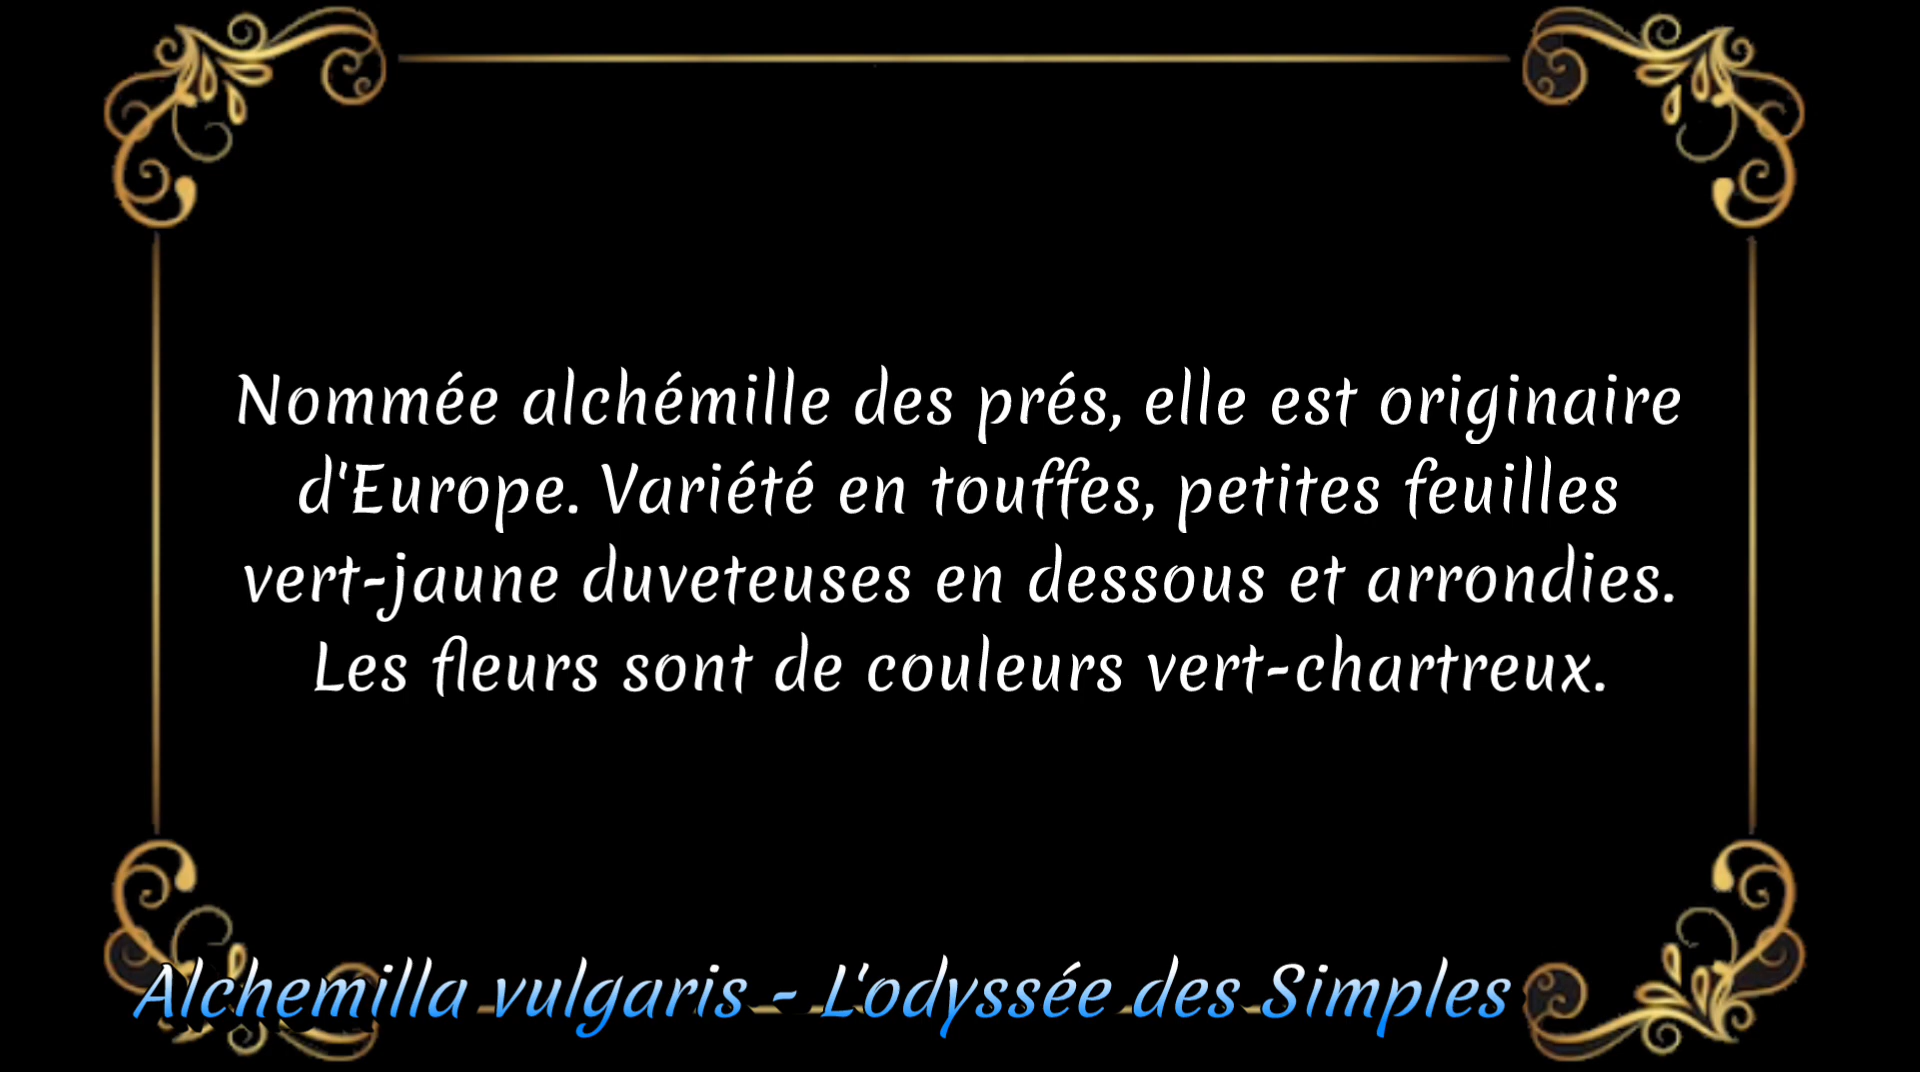 Nommée alchémille des prés, elle est originaire
d'Europe. Variété en touffes, petites feuilles
vert-jaune duveteuses en dessous et arrondies.
Les fleurs sont de couleurs vert-chartreux.
Alchemilla vulgaris - L'odyssée des Simples